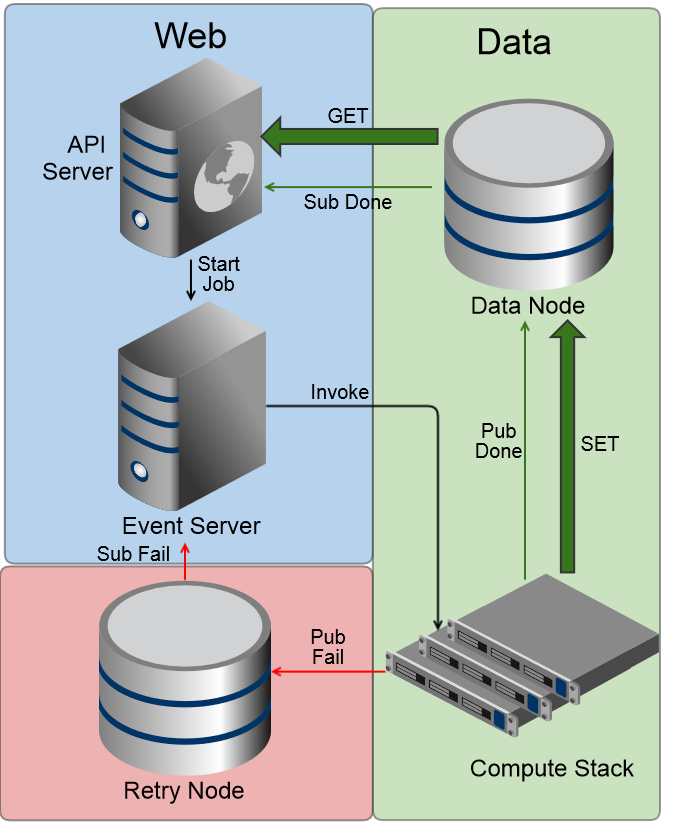 Web
Data
API
Server
GET
Sub Done
Start
Job
Data Node
Invoke
Pub
Done
SET
Event Server
Sub Fail
Pub
Fail
Compute Stack
Retry Node